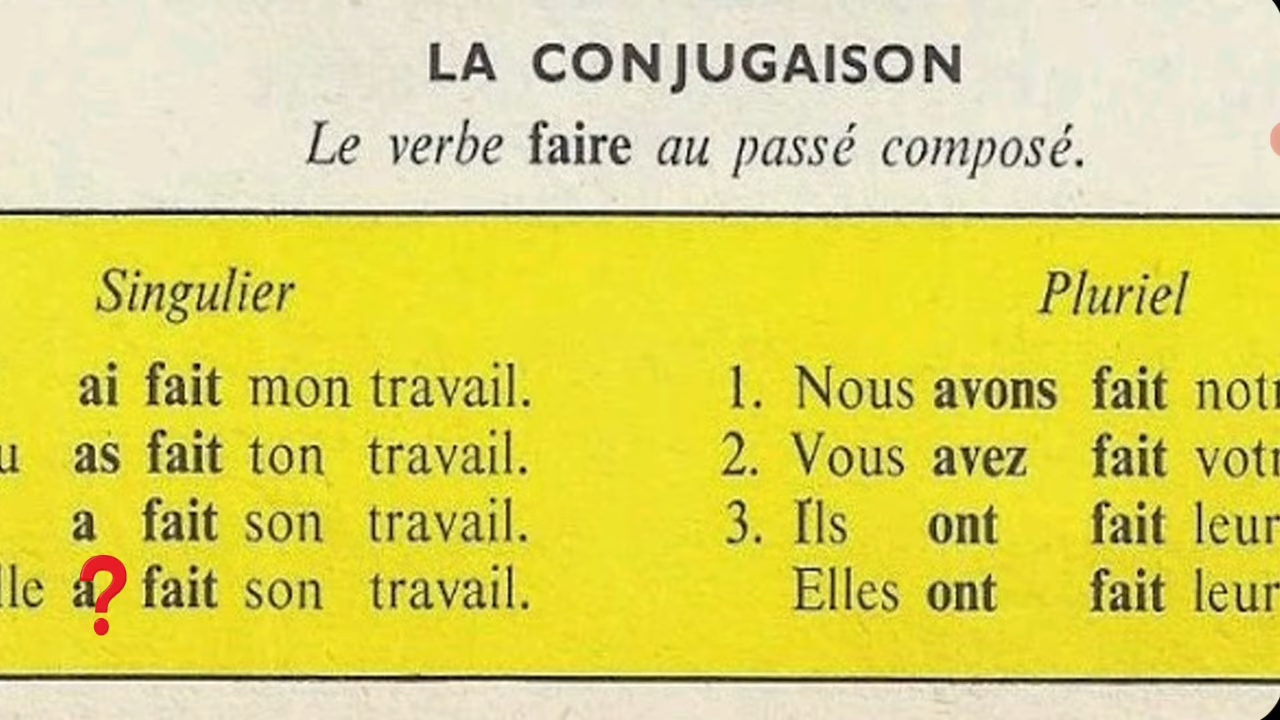 LA CONJUGAISON
Le verbe faire au passé composé.
Singulier
ai fait mon travail.
as fait ton travail.
a fait son travail.
a fait son travail.
Pluriel
1. Nous avons fait
2. Vous avez fait
3. Ils ont fait leur
Elles ont fait leur